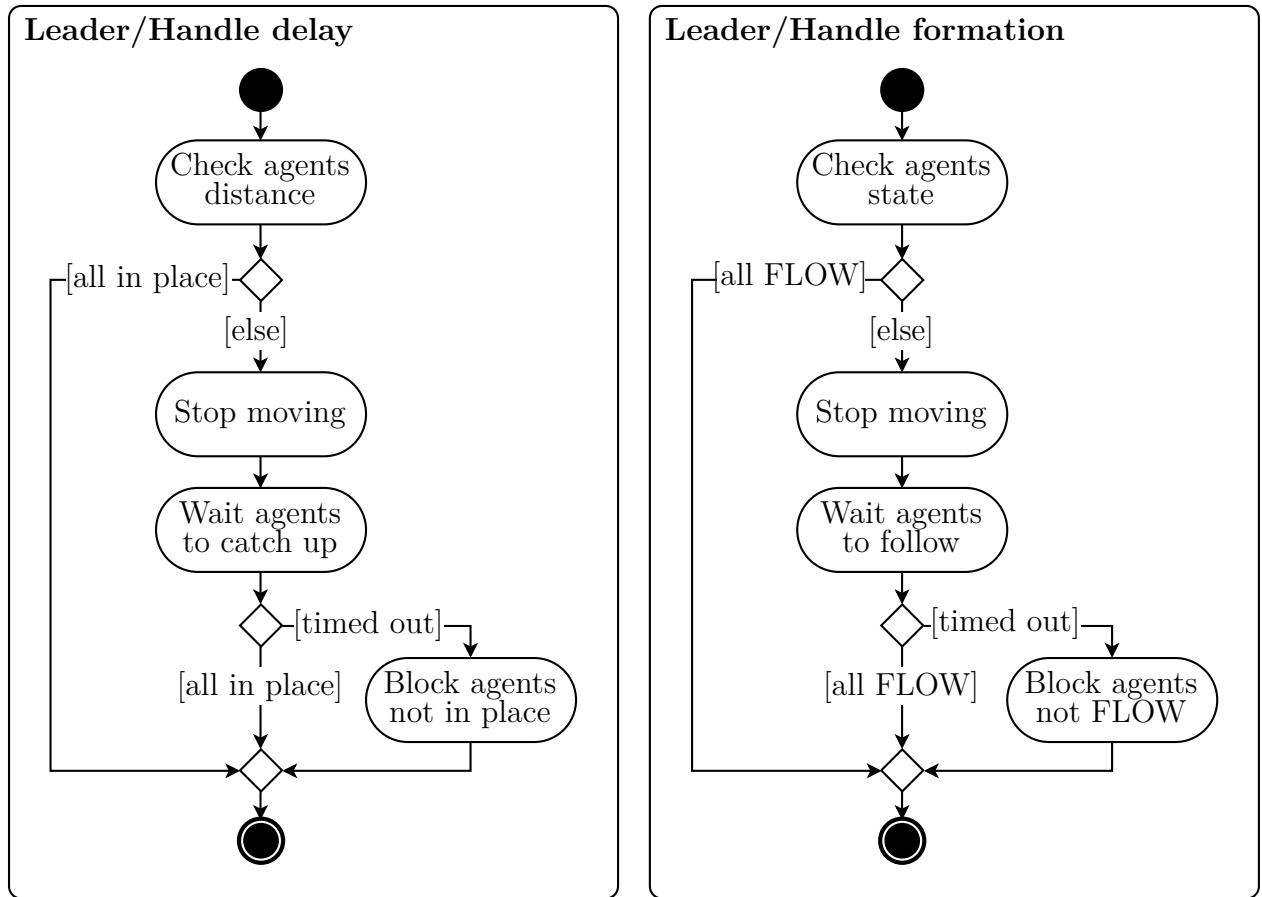 Leader/Handle delay
Check agents
distance
[all in place]
[else]
Stop moving
Wait agents
to catch up
[timed out]
[all in place]
Block agents
not in place
Leader/Handle formation
Check agents
state
[all FLOW]
[else]
Stop moving
Wait agents
to follow
[timed out]
[all FLOW]
Block agents
not FLOW